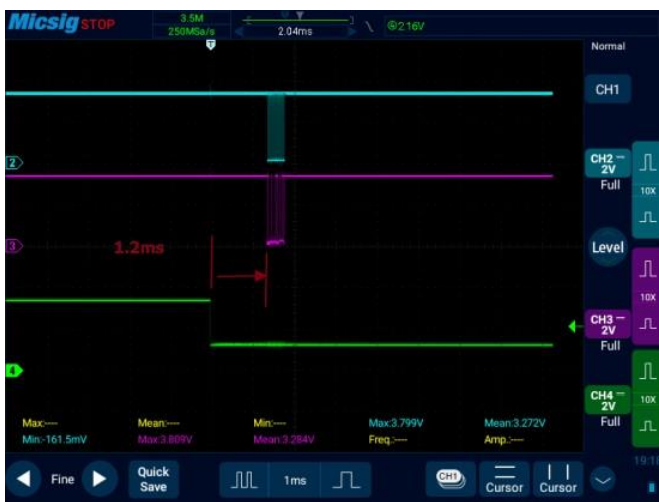 Micsig STOP 3.5M
250MSa/s 2.04ms 2.16V
T
Normal
CH1
2
CH2
2V
Full
10X
Level
3
1.2ms
10X
CH3
2V
Full
4
CH4
2V
Full
10X
Max:---- Mean:---- Min:---- Max:3.799V Mean:3.272V
Min:-161.5mV Max:3.809V Mean:3.284V Freq.:---- Amp.:----
Fine Quick Save 1ms CH1 Cursor Cursor